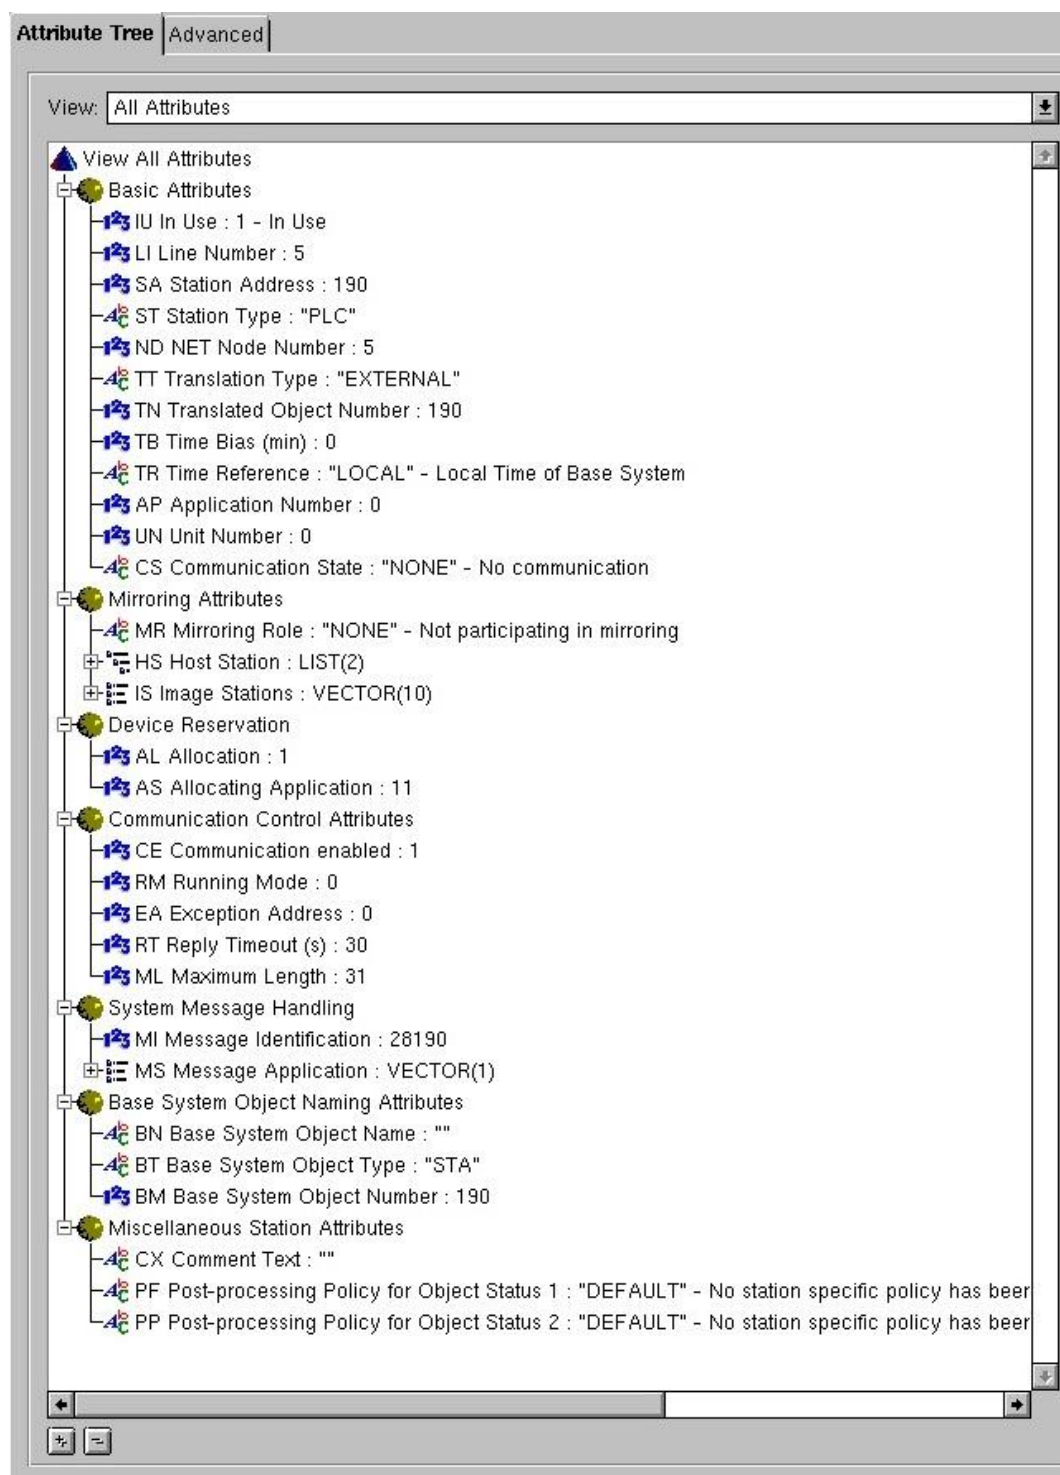 Attribute Tree Advanced
View: All Attributes
View All Attributes
Basic Attributes
IU In Use : 1 - In Use
LI Line Number : 5
SA Station Address : 190
ST Station Type : "PLC"
ND NET Node Number : 5
TT Translation Type : "EXTERNAL"
TN Translated Object Number : 190
TB Time Bias (min) : 0
TR Time Reference : "LOCAL" - Local Time of Base System
AP Application Number : 0
UN Unit Number : 0
CS Communication State : "NONE" - No communication
Mirroring Attributes
MR Mirroring Role : "NONE" - Not participating in mirroring
HS Host Station : LIST(2)
IS Image Stations : VECTOR(10)
Device Reservation
AL Allocation : 1
AS Allocating Application : 11
Communication Control Attributes
CE Communication enabled : 1
RM Running Mode : 0
EA Exception Address : 0
RT Reply Timeout (s) : 30
ML Maximum Length : 31
System Message Handling
MI Message Identification : 28190
MS Message Application : VECTOR(1)
Base System Object Naming Attributes
BN Base System Object Name : ""
BT Base System Object Type : "STA"
BM Base System Object Number : 190
Miscellaneous Station Attributes
CX Comment Text : ""
PF Post-processing Policy for Object Status 1 : "DEFAULT" - No station specific policy has
PP Post-processing Policy for Object Status 2 : "DEFAULT" - No station specific policy has